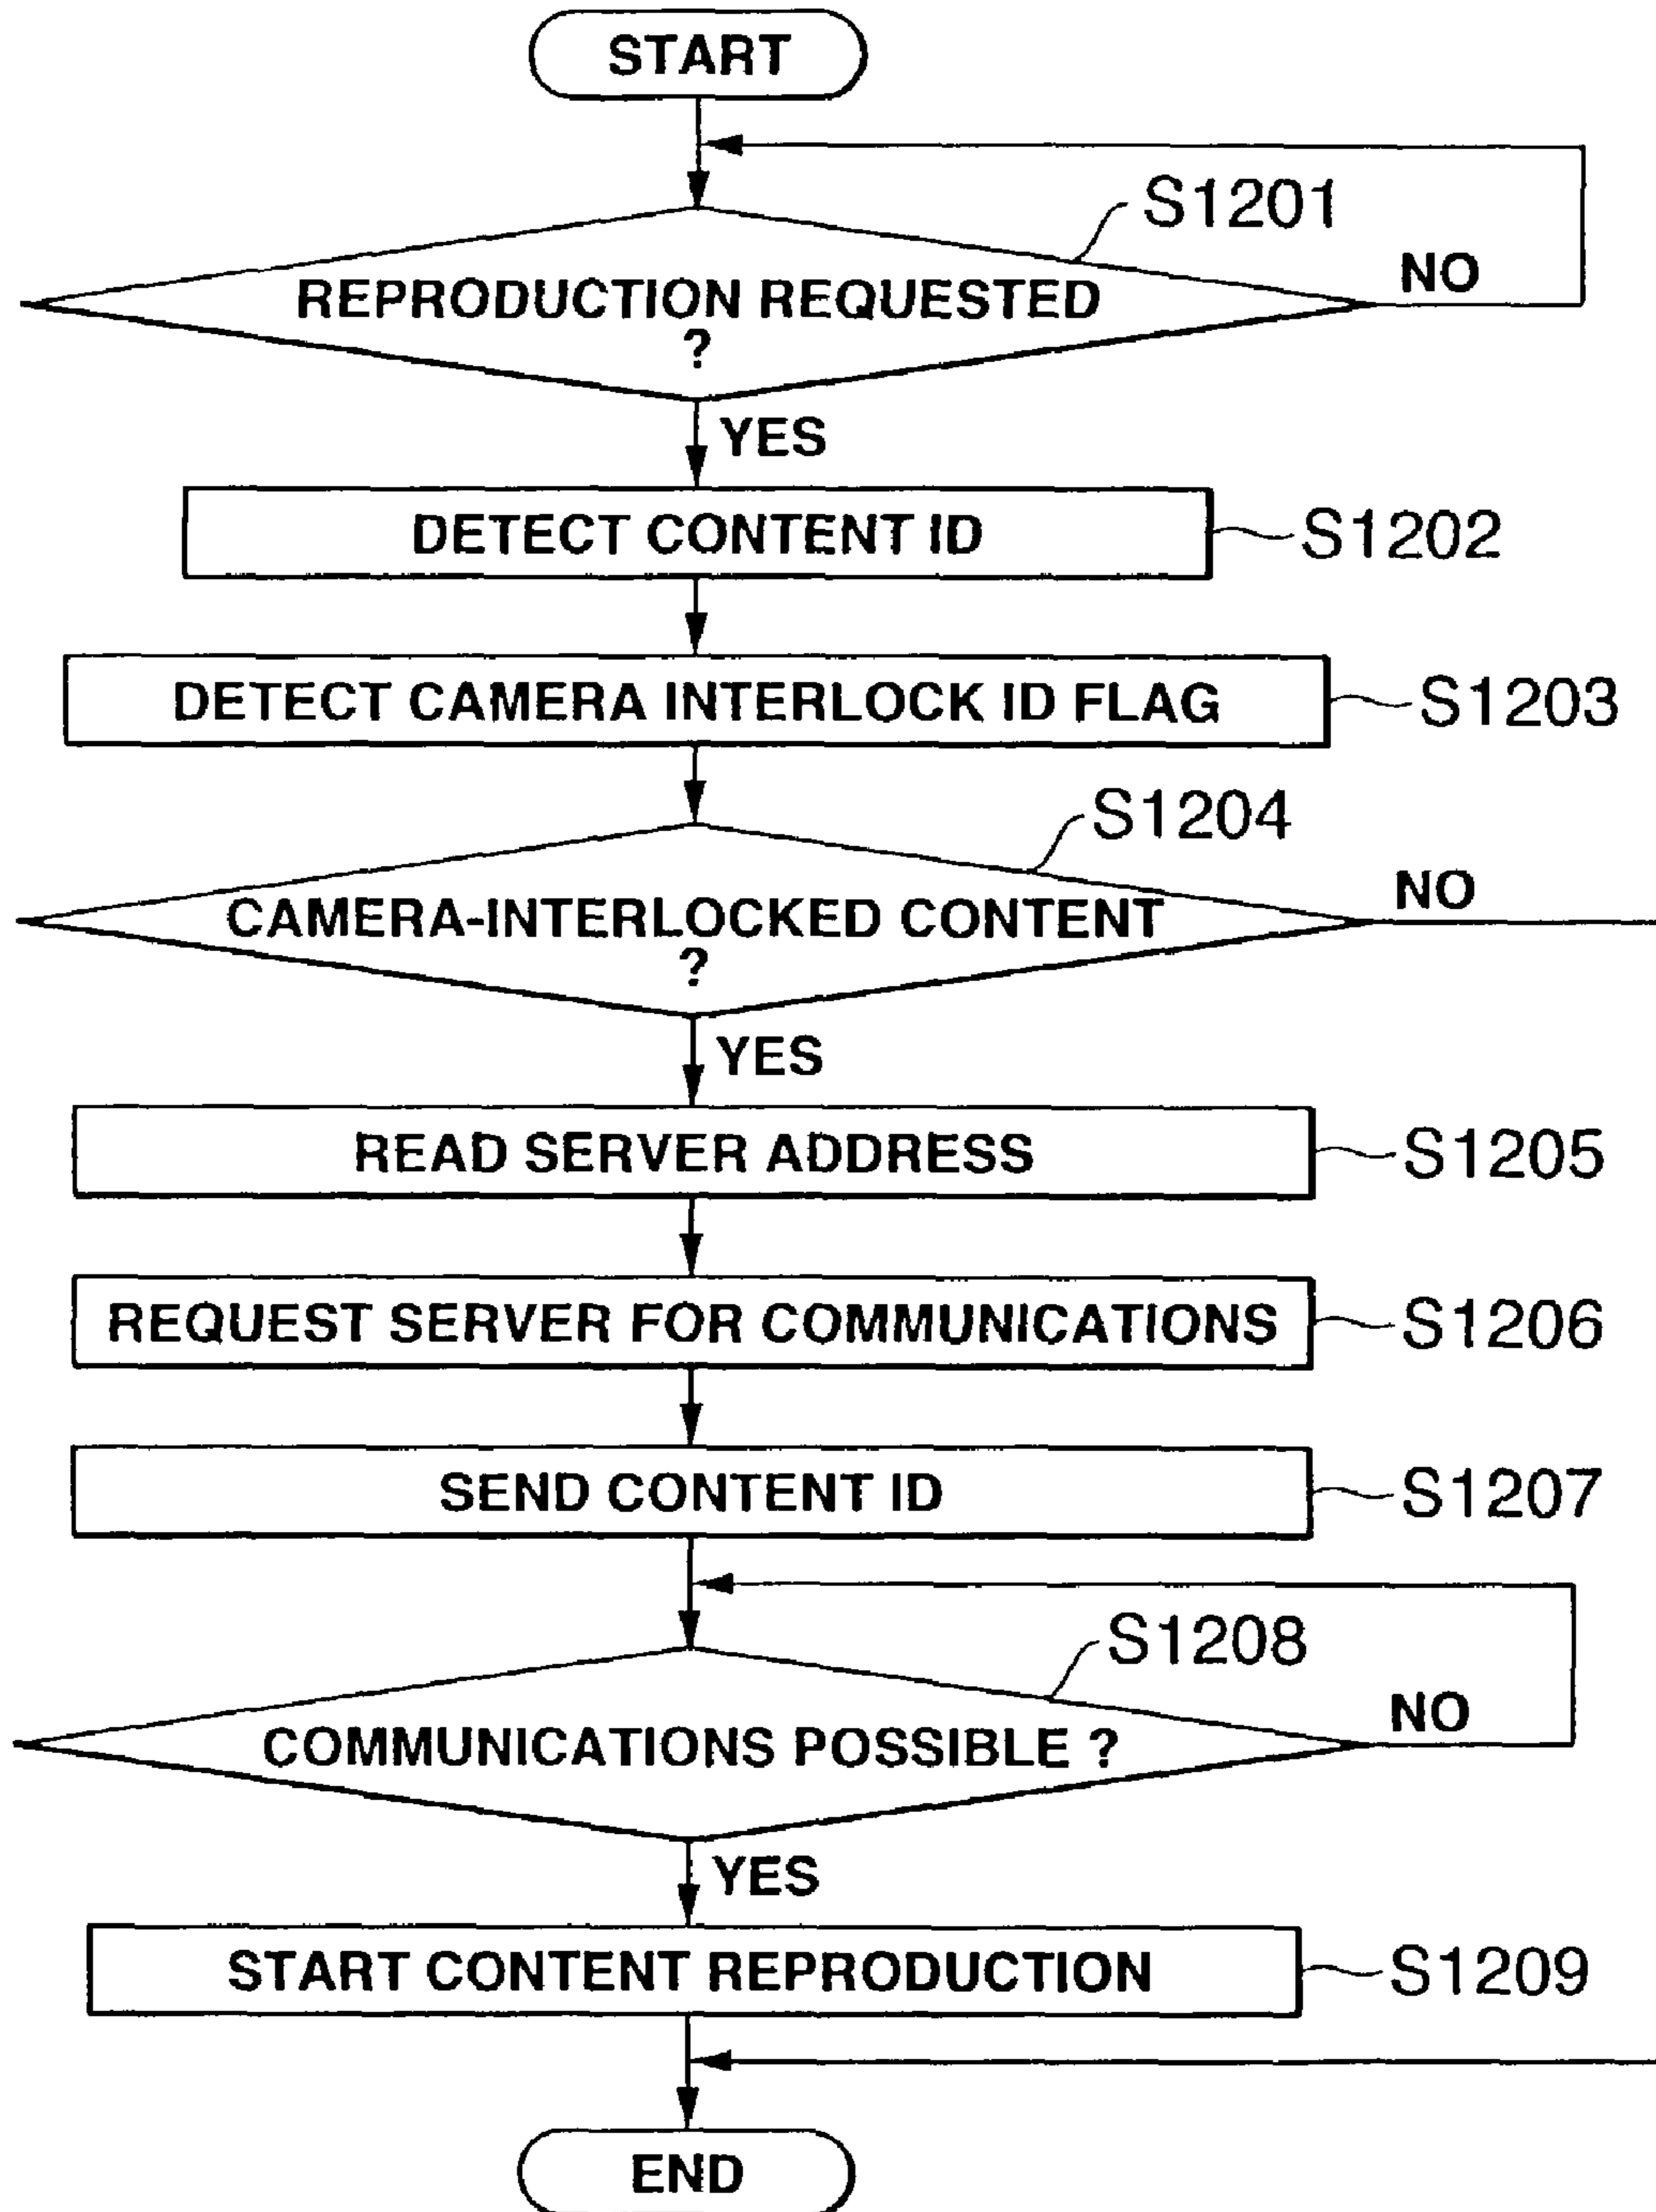 START
S1201
REPRODUCTION REQUESTED
?
NO
YES
DETECT CONTENT ID
S1202
DETECT CAMERA INTERLOCK ID FLAG
S1203
S1204
CAMERA-INTERLOCKED CONTENT
?
NO
YES
READ SERVER ADDRESS
S1205
REQUEST SERVER FOR COMMUNICATIONS
S1206
SEND CONTENT ID
S1207
S1208
COMMUNICATIONS POSSIBLE ?
NO
YES
START CONTENT REPRODUCTION
S1209
END